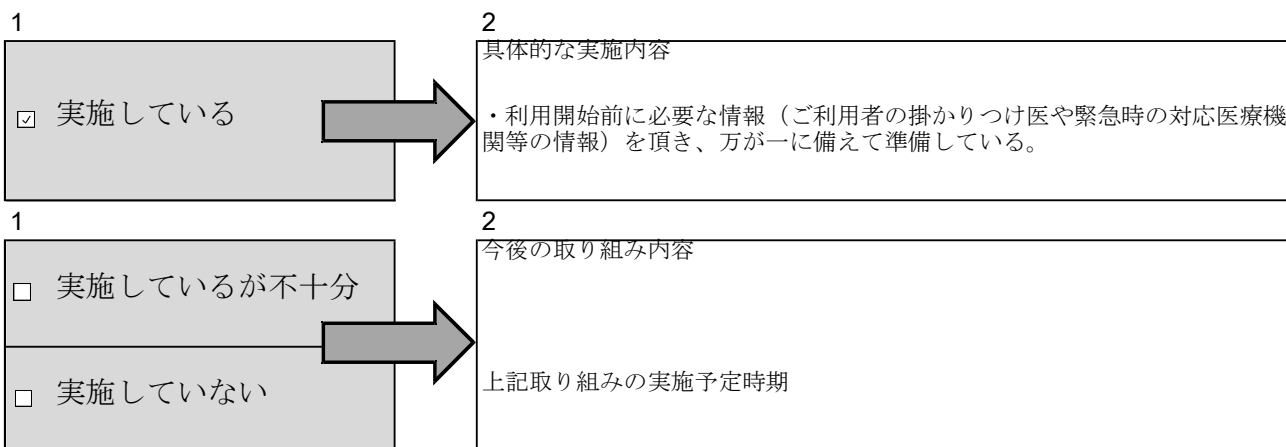 1
2
実施している
具体的な実施内容
・利用開始前に必要な情報（ご利用者の掛かりつけ医や緊急時の対応医療機
関等の情報）を頂き、万が一に備えて準備している。
1
2
実施しているが不十分
実施していない
今後の取り組み内容
上記取り組みの実施予定時期